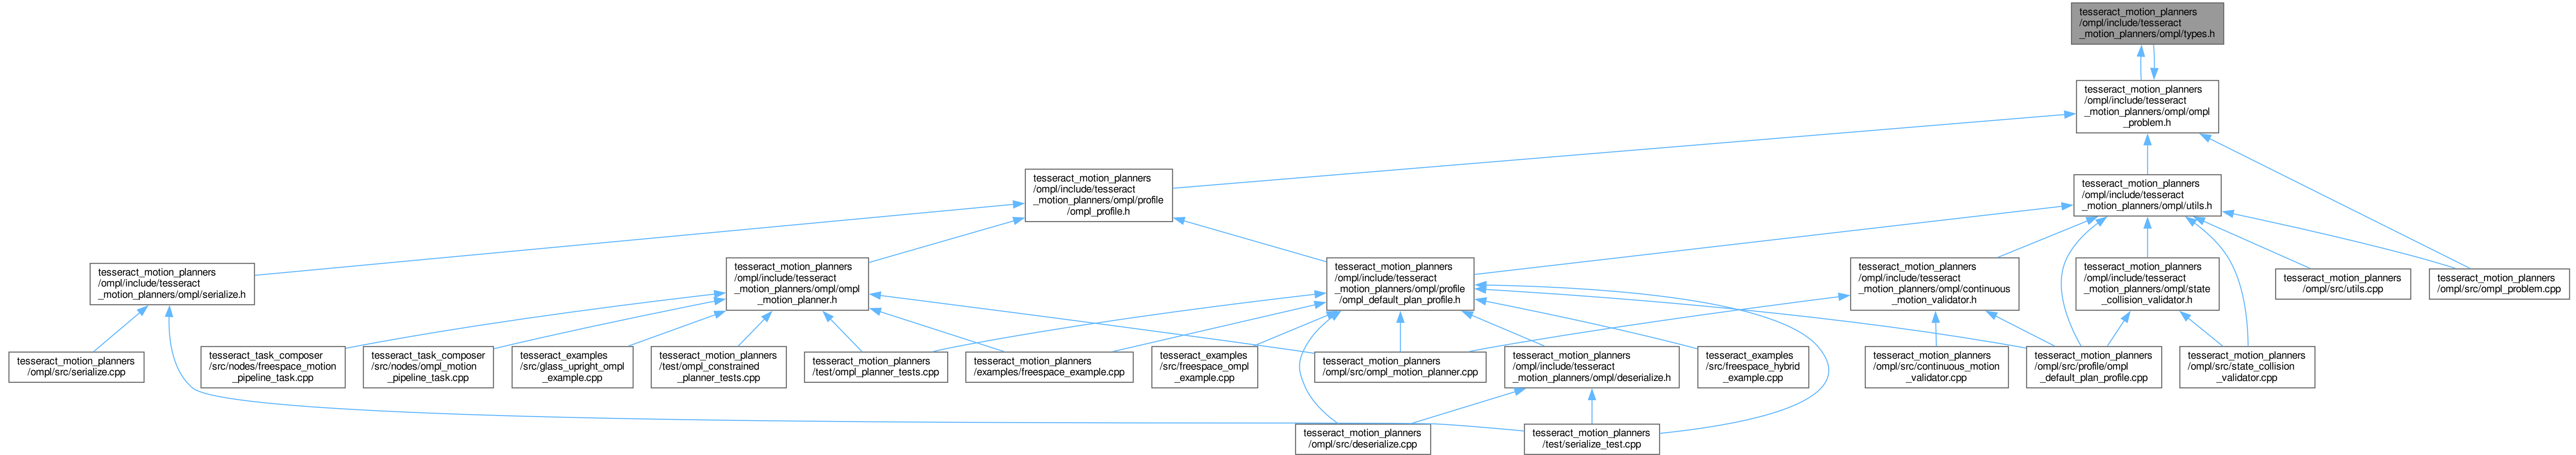 tesseract_motion_planners
/ompl/include/tesseract
_motion_planners/ompl/types.h
tesseract_motion_planners
/ompl/include/tesseract
_motion_planners/ompl/ompl
_problem.h
tesseract_motion_planners
/ompl/include/tesseract
_motion_planners/ompl/profile
/ompl_profile.h
tesseract_motion_planners
/ompl/include/tesseract
_motion_planners/ompl/utils.h
tesseract_motion_planners
/ompl/include/tesseract
_motion_planners/ompl/serialize.h
tesseract_motion_planners
/ompl/include/tesseract
_motion_planners/ompl/ompl
_motion_planner.h
tesseract_motion_planners
/ompl/include/tesseract
_motion_planners/ompl/profile
/ompl_default_plan_profile.h
tesseract_motion_planners
/ompl/include/tesseract
_motion_planners/ompl/continuous
_motion_validator.h
tesseract_motion_planners
/ompl/include/tesseract
_motion_planners/ompl/state
_collision_validator.h
tesseract_motion_planners
/ompl/src/utils.cpp
tesseract_motion_planners
/ompl/src/ompl_problem.cpp
tesseract_motion_planners
/ompl/src/serialize.cpp
tesseract_task_composer
/src/nodes/freespace_motion
_pipeline_task.cpp
tesseract_task_composer
/src/nodes/ompl_motion
_pipeline_task.cpp
tesseract_examples
/src/glass_upright_ompl
_example.cpp
tesseract_motion_planners
/test/ompl_constrained
_planner_tests.cpp
tesseract_motion_planners
/test/ompl_planner_tests.cpp
tesseract_motion_planners
/examples/freespace_example.cpp
tesseract_examples
/src/freespace_ompl
_example.cpp
tesseract_motion_planners
/ompl/src/ompl_motion_planner.cpp
tesseract_motion_planners
/ompl/include/tesseract
_motion_planners/ompl/deserialize.h
tesseract_examples
/src/freespace_hybrid
_example.cpp
tesseract_motion_planners
/ompl/src/continuous_motion
_validator.cpp
tesseract_motion_planners
/ompl/src/profile/ompl
_default_plan_profile.cpp
tesseract_motion_planners
/ompl/src/state_collision
_validator.cpp
tesseract_motion_planners
/ompl/src/deserialize.cpp
tesseract_motion_planners
/test/serialize_test.cpp